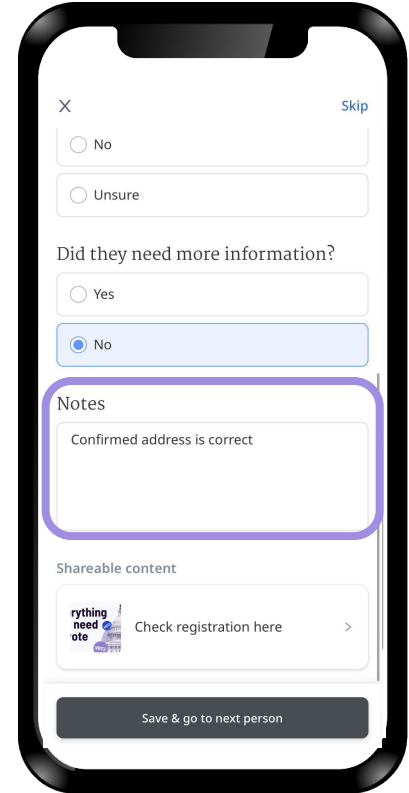 X
Skip
No
Unsure
Did they need more information?
Yes
No
Notes
Confirmed address is correct
Shareable content
rything
need
ote
VOTE
Check registration here
Save & go to next person